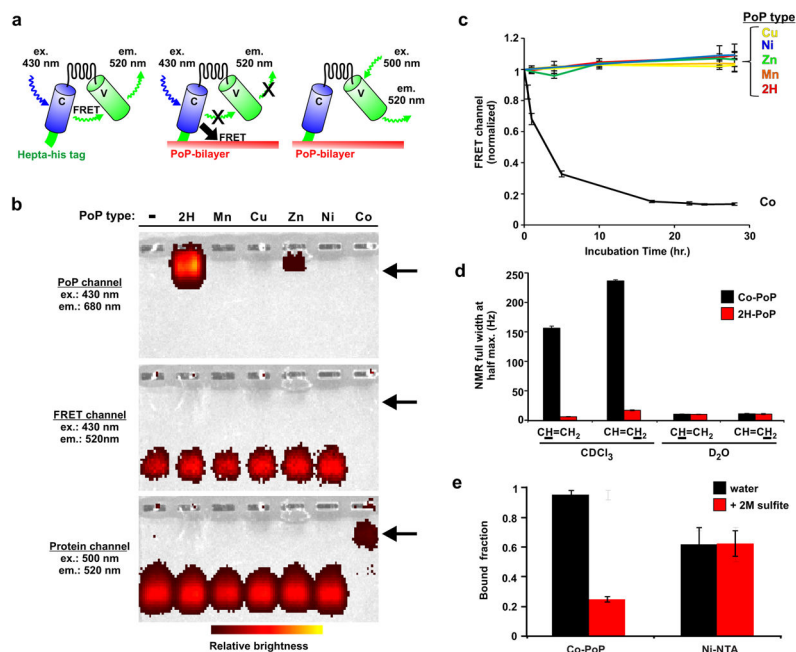 a
ex.
430 nm
em.
520 nm
C
V
FRET
Hepta-his tag
ex.
430 nm
em.
520 nm
C
V
X
X
FRET
PoP-bilayer
ex.
500 nm
em.
520 nm
C
V
PoP-bilayer
b
PoP type: - 2H Mn Cu Zn Ni Co
PoP channel
ex.: 430 nm
em.: 680 nm
FRET channel
ex.: 430 nm
em.: 520nm
Protein channel
ex.: 500 nm
em.: 520 nm
Relative brightness
c
PoP type
Cu
Ni
Zn
Mn
2H
Co
FRET channel
(normalized)
1.2
1
0.8
0.6
0.4
0.2
0
0 10 20 30
Incubation Time (hr.)
d
NMR full width at
half max. (Hz)
250
200
150
100
50
0
Co-PoP
2H-PoP
CH=CH2 CH=CH2 CH=CH2 CH=CH2
CDCl3 D2O
e
Bound fraction
1
0.8
0.6
0.4
0.2
0
water
+ 2M sulfite
Co-PoP Ni-NTA